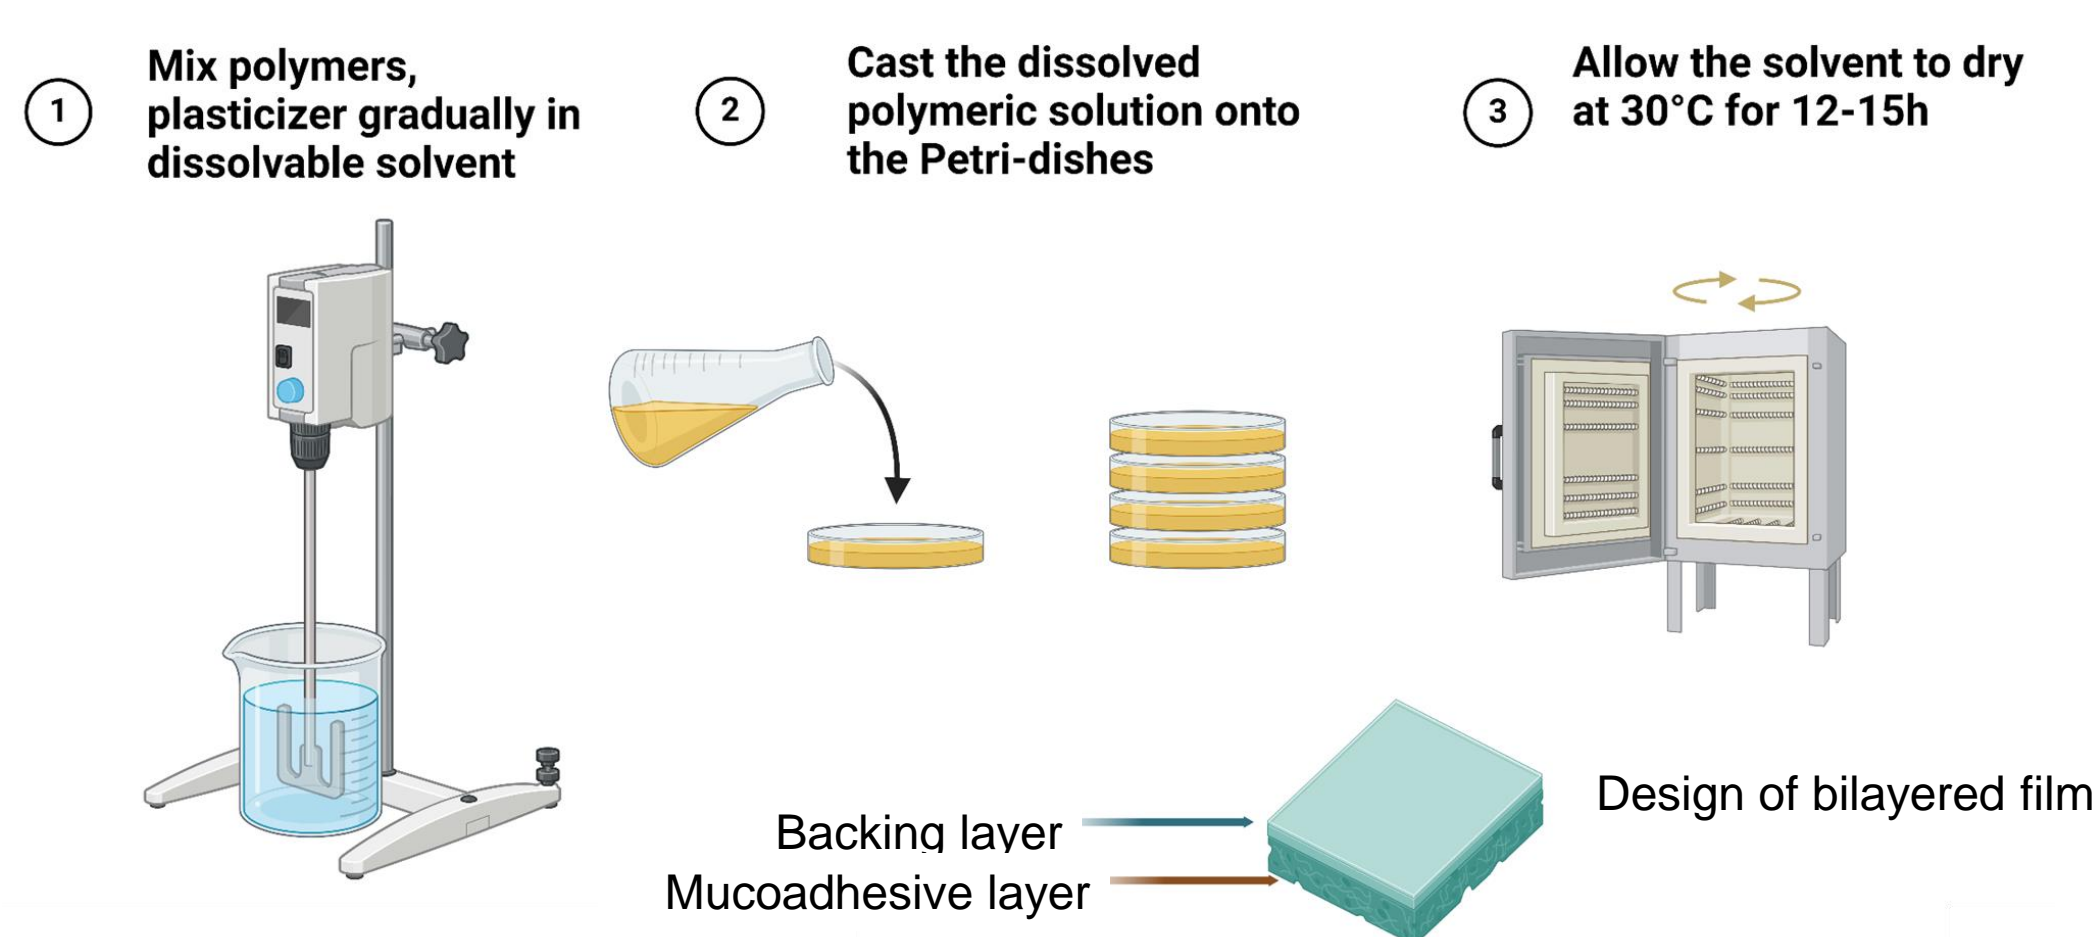 1
Mix polymers,
plasticizer gradually in
dissolvable solvent
2
Cast the dissolved
polymeric solution onto
the Petri-dishes
3
Allow the solvent to dry
at 30°C for 12-15h
Backing layer
Mucoadhesive layer
Design of bilayered film